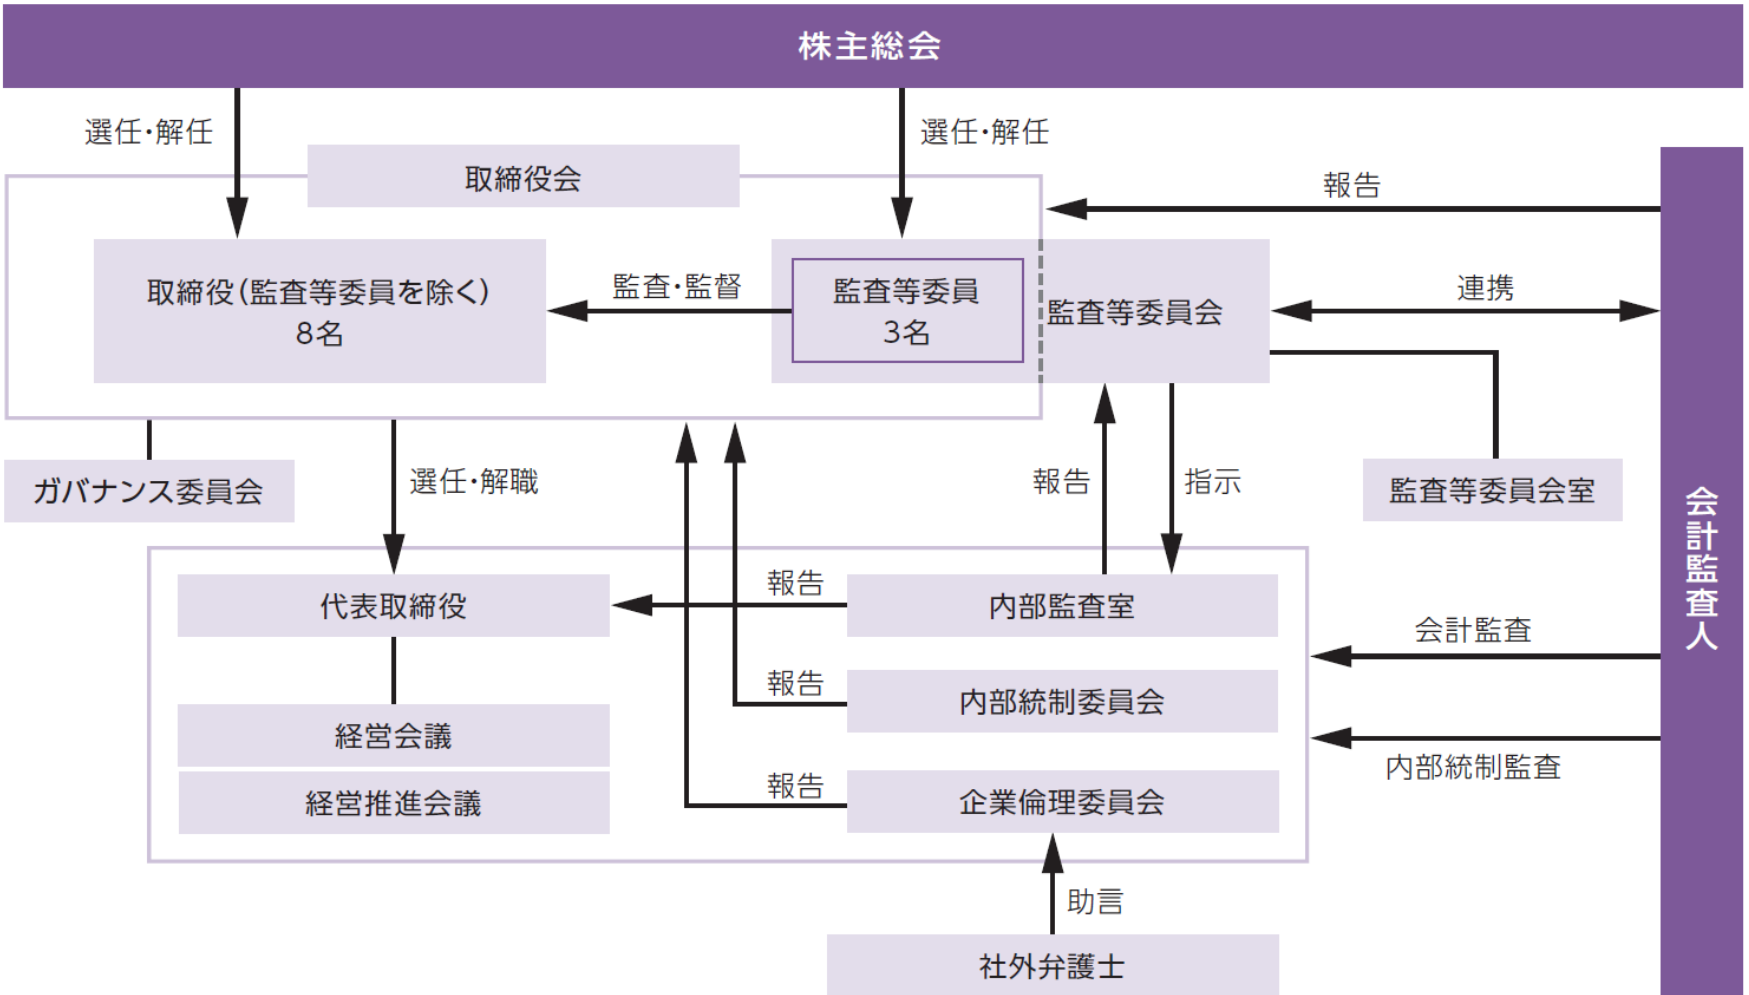 株主総会
選任・解任
選任・解任
取締役会
報告
取締役（監査等委員を除く）
8名
監査・監督
監査等委員
3名
監査等委員会
連携
ガバナンス委員会
選任・解職
報告
指示
監査等委員会室
会計監査人
代表取締役
報告
内部監査室
会計監査
報告
内部統制委員会
経営会議
内部統制監査
経営推進会議
報告
企業倫理委員会
助言
社外弁護士